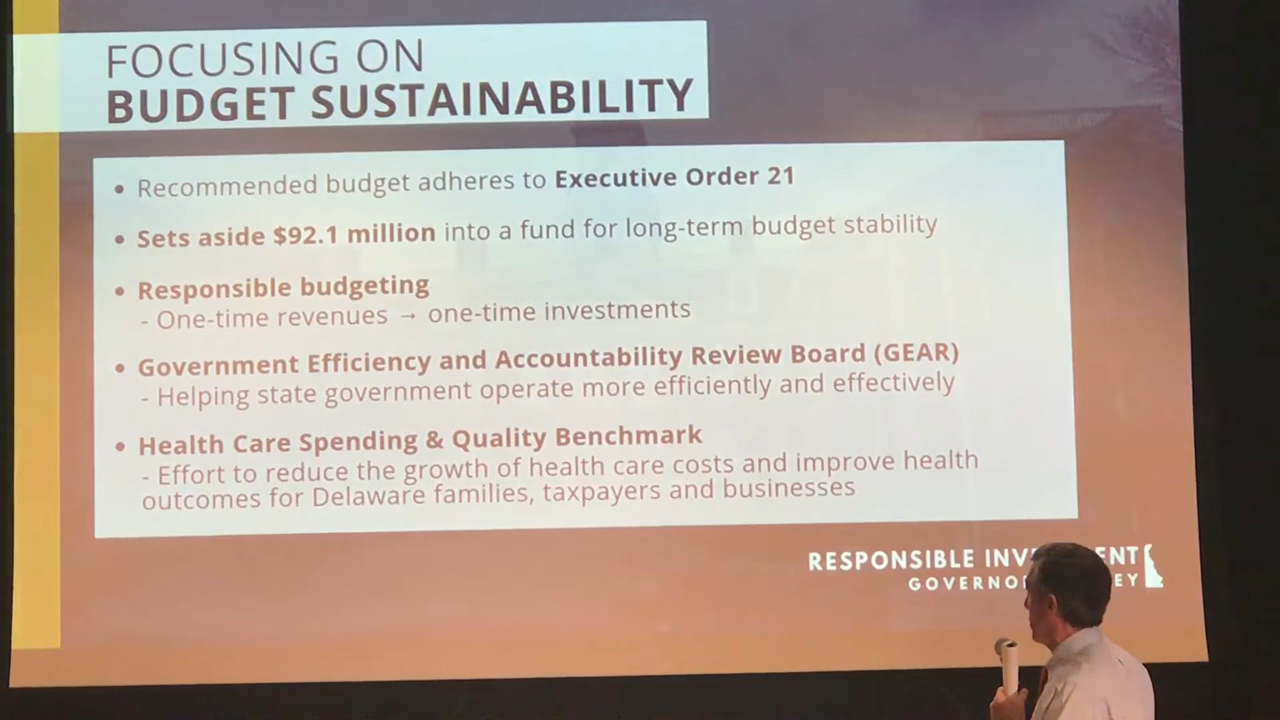 FOCUSING ON
BUDGET SUSTAINABILITY
• Recommended budget adheres to Executive Order 21
• Sets aside $92.1 million into a fund for long-term budget stability
• Responsible budgeting
- One-time revenues → one-time investments
• Government Efficiency and Accountability Review Board (GEAR)
- Helping state government operate more efficiently and effectively
• Health Care Spending & Quality Benchmark
- Effort to reduce the growth of health care costs and improve health
outcomes for Delaware families, taxpayers and businesses
RESPONSIBLE